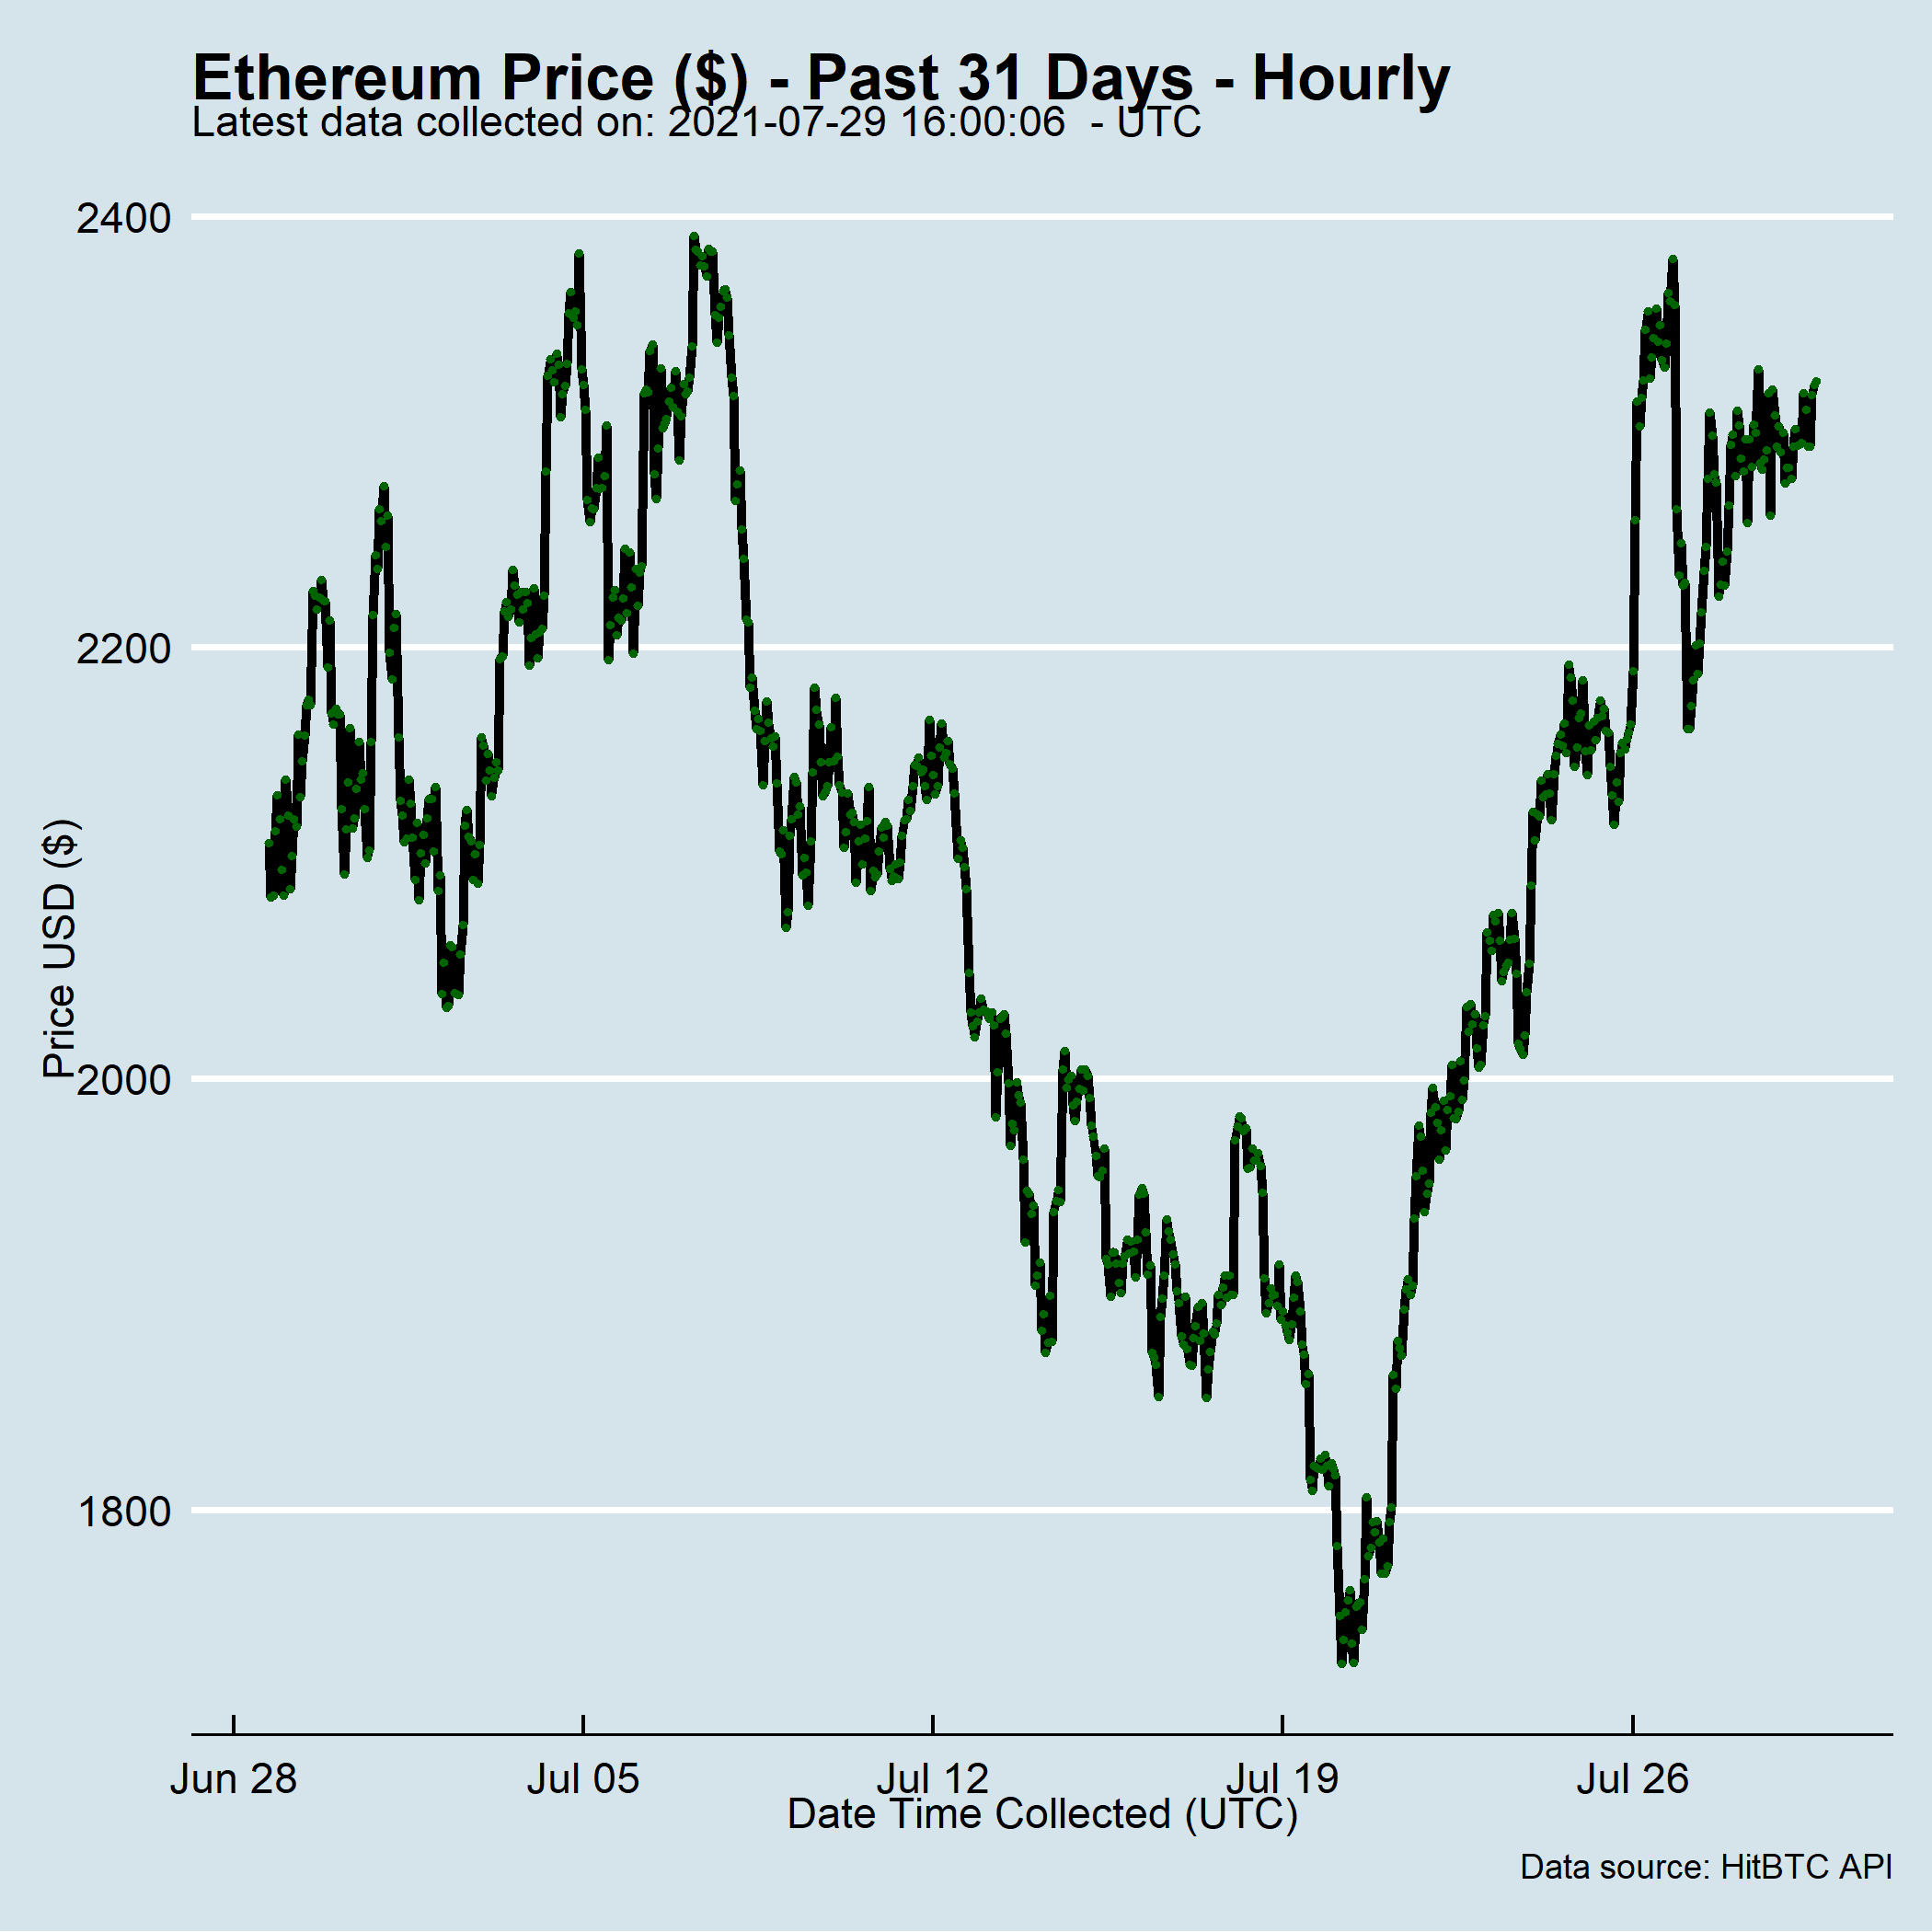 Ethereum Price ($) - Past 31 Days - Hourly
Latest data collected on: 2021-07-29 16:00:06  - UTC
2400
2200
2000
1800
Price USD ($)
Jun 28
Jul 05
Jul 12
Jul 19
Jul 26
Date Time Collected (UTC)
Data source: HitBTC API